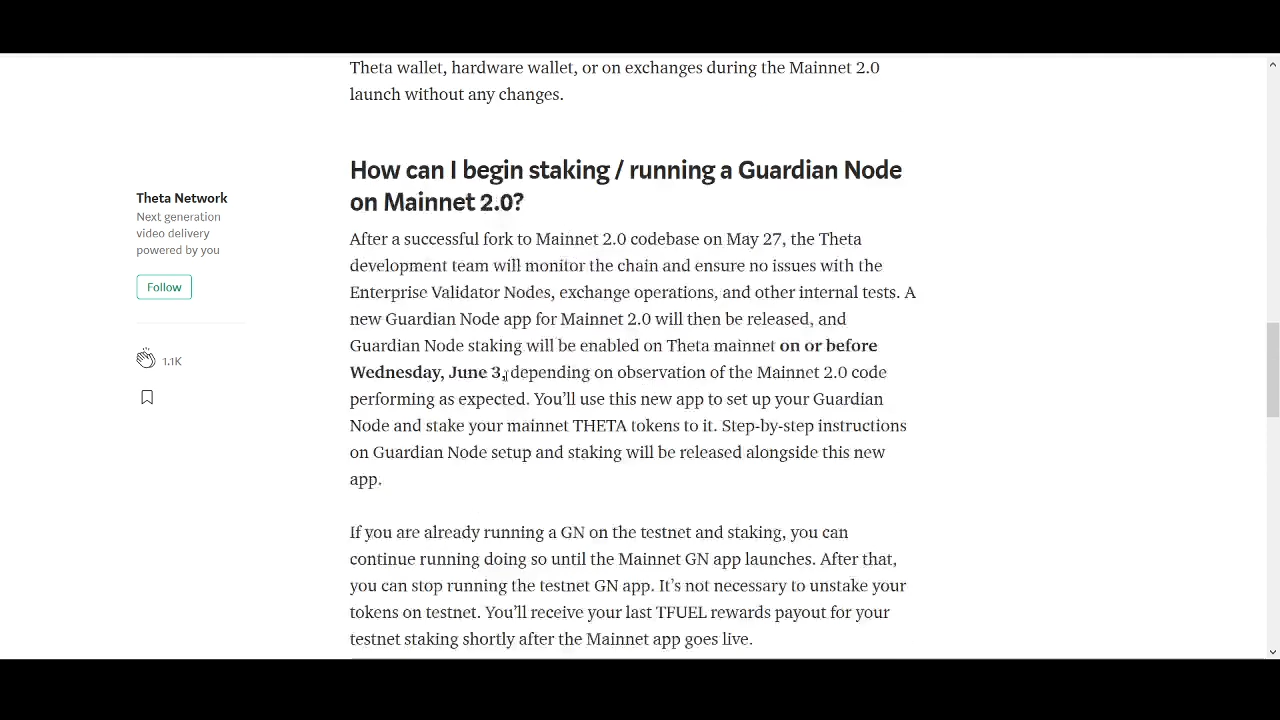 Theta wallet, hardware wallet, or on exchanges during the Mainnet 2.0
launch without any changes.
How can I begin staking / running a Guardian Node
on Mainnet 2.0?
Theta Network
Next generation
video delivery
powered by you
Follow
1.1K
After a successful fork to Mainnet 2.0 codebase on May 27, the Theta
development team will monitor the chain and ensure no issues with the
Enterprise Validator Nodes, exchange operations, and other internal tests. A
new Guardian Node app for Mainnet 2.0 will then be released, and
Guardian Node staking will be enabled on Theta mainnet on or before
Wednesday, June 3, depending on observation of the Mainnet 2.0 code
performing as expected. You’ll use this new app to set up your Guardian
Node and stake your mainnet THETA tokens to it. Step-by-step instructions
on Guardian Node setup and staking will be released alongside this new
app.
If you are already running a GN on the testnet and staking, you can
continue running doing so until the Mainnet GN app launches. After that,
you can stop running the testnet GN app. It’s not necessary to unstake your
tokens on testnet. You’ll receive your last TFUEL rewards payout for your
testnet staking shortly after the Mainnet app goes live.